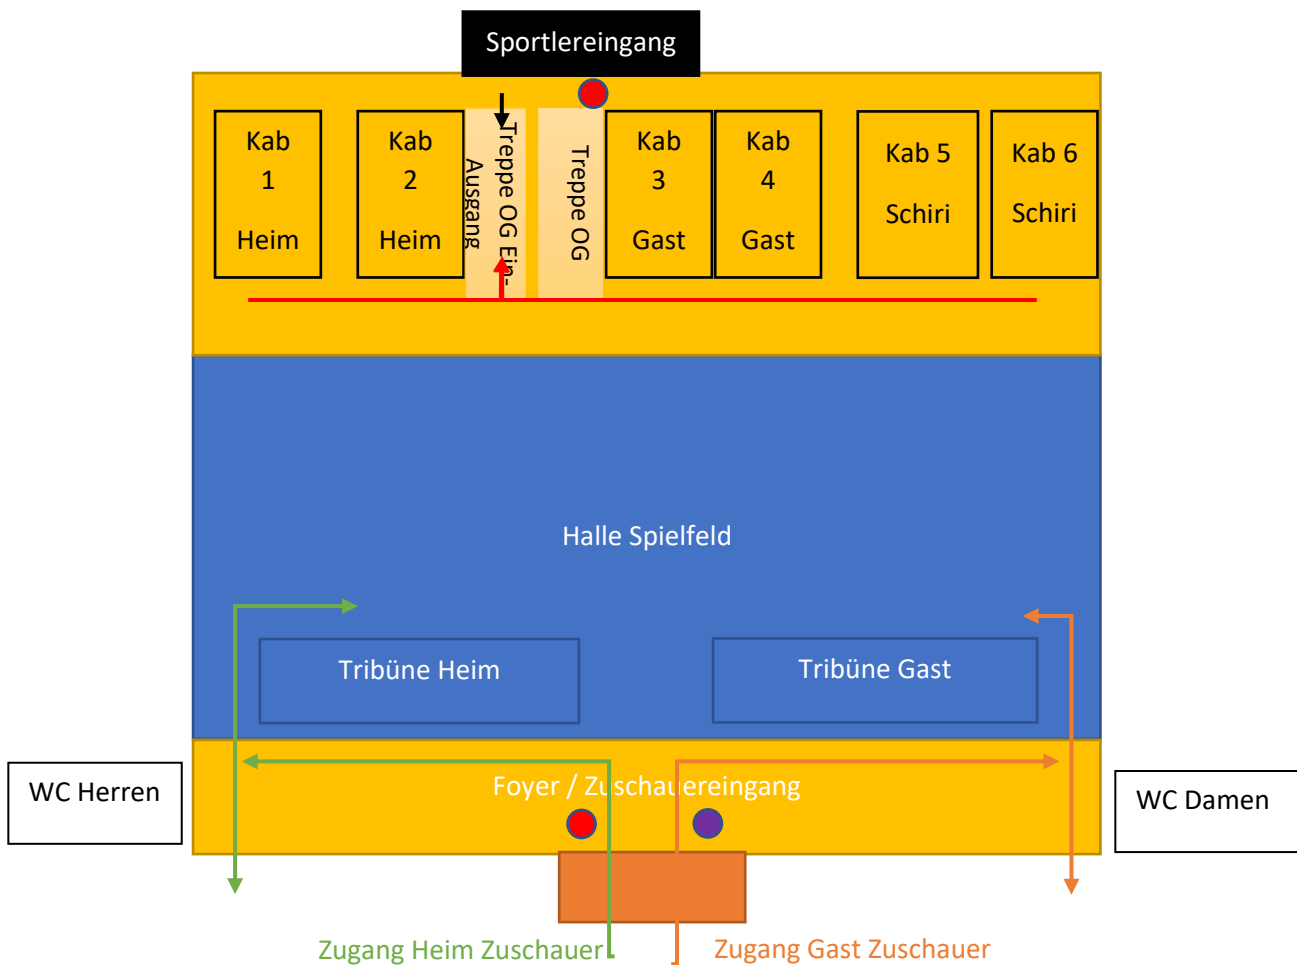 Sportlereingang
Kab
1
Heim
Kab
2
Heim
Treppe OG Ein-
Ausgang
Treppe OG
Kab
3
Gast
Kab
4
Gast
Kab 5
Schiri
Kab 6
Schiri
Halle Spielfeld
Tribüne Heim
Tribüne Gast
WC Herren
Foyer / Zuschauereingang
WC Damen
Zugang Heim Zuschauer
Zugang Gast Zuschauer